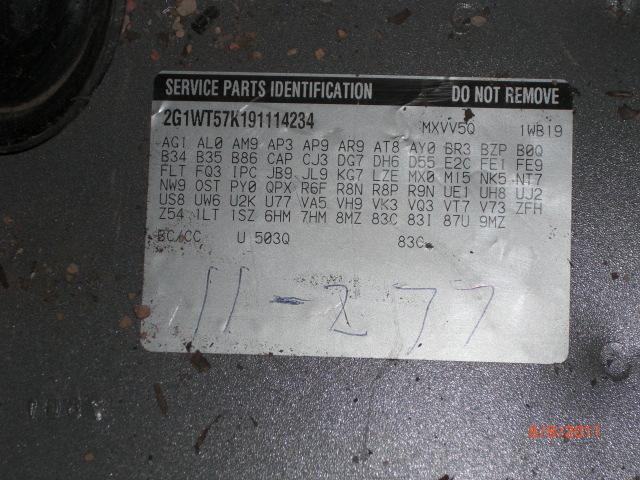 SERVICE PARTS IDENTIFICATION DO NOT REMOVE
2G1WT57K191114234 MXVV5Q 1WB19
AG1 AL0 AM9 AP3 AP9 AR9 AT8 AY0 BR3 BZP B0Q
B34 B35 B86 CAP CJ3 DG7 DH6 D55 E2C FE1 FE9
FLT FQ3 IPC JB9 JL9 KG7 LZE MX0 M15 NK5 NT7
NW9 OST PY0 QPX R6F R8N R8P R9N UE1 UH8 UJ2
US8 UW6 U2K U77 VA5 VH9 VK3 VQ3 VT7 V73 ZFH
Z54 1LT 1SZ 6HM 7HM 8MZ 83C 83I 87U 9MZ
BC/CC U 503Q 83C
11-277